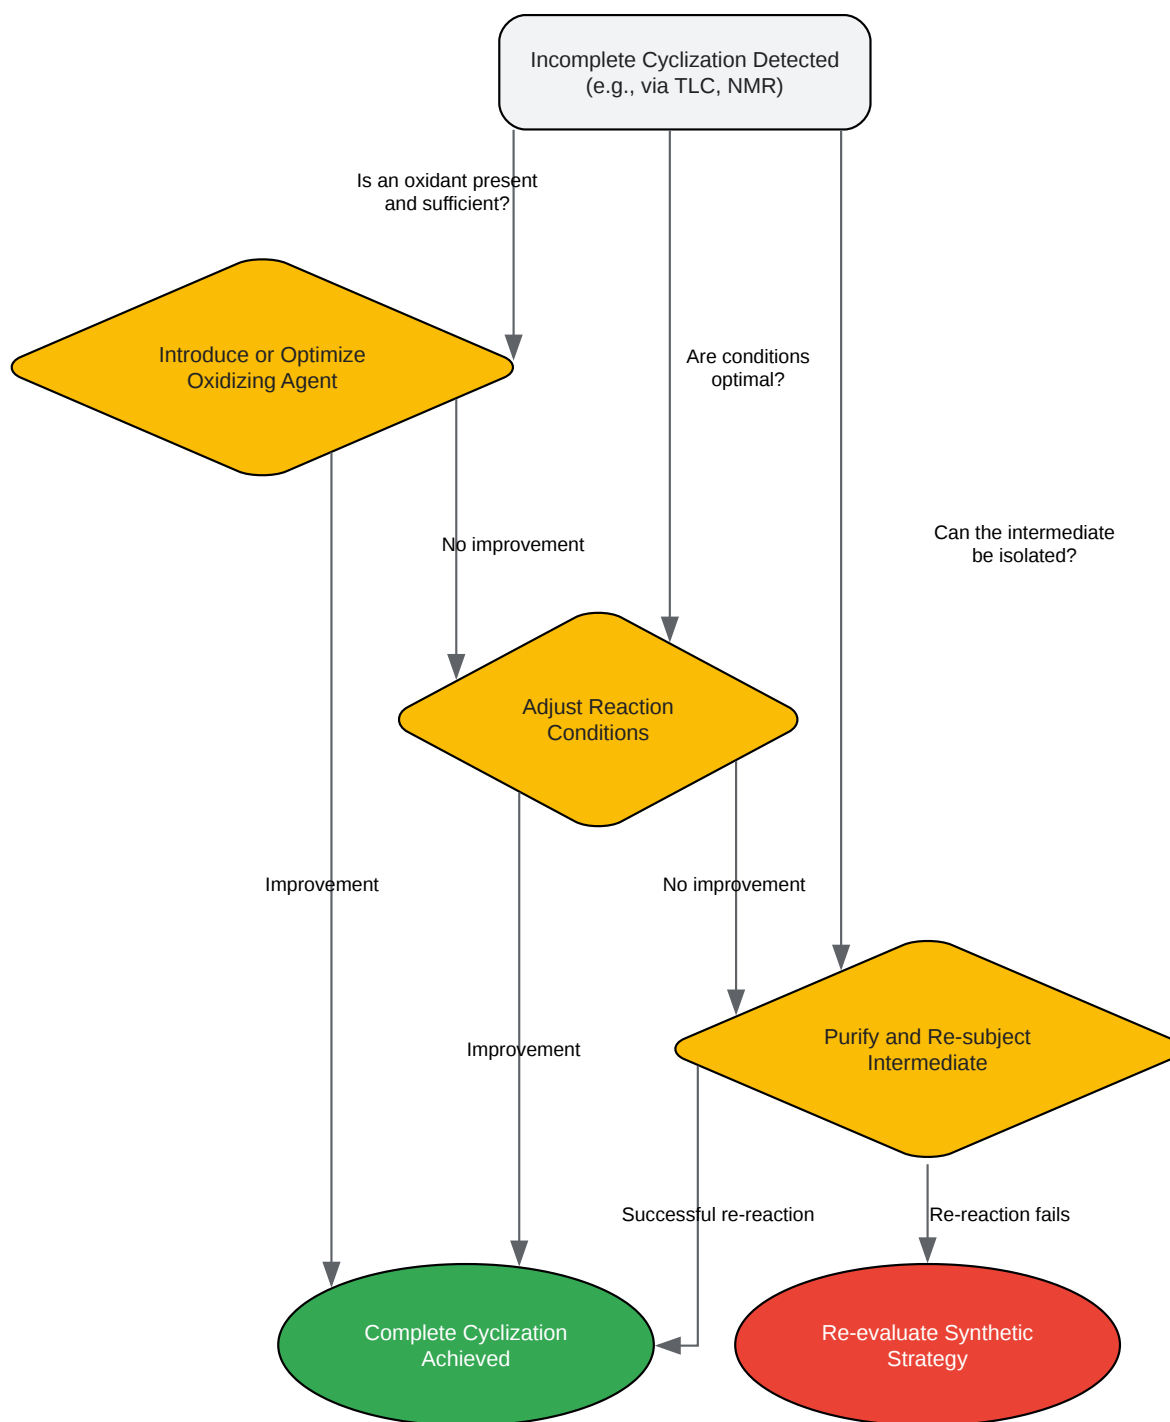 Incomplete Cyclization Detected
(e.g., via TLC, NMR)
Is an oxidant present
and sufficient?
Introduce or Optimize
Oxidizing Agent
Are conditions
optimal?
No improvement
Can the intermediate
be isolated?
Adjust Reaction
Conditions
Improvement
No improvement
Improvement
Purify and Re-subject
Intermediate
Successful re-reaction
Re-reaction fails
Complete Cyclization
Achieved
Re-evaluate Synthetic
Strategy